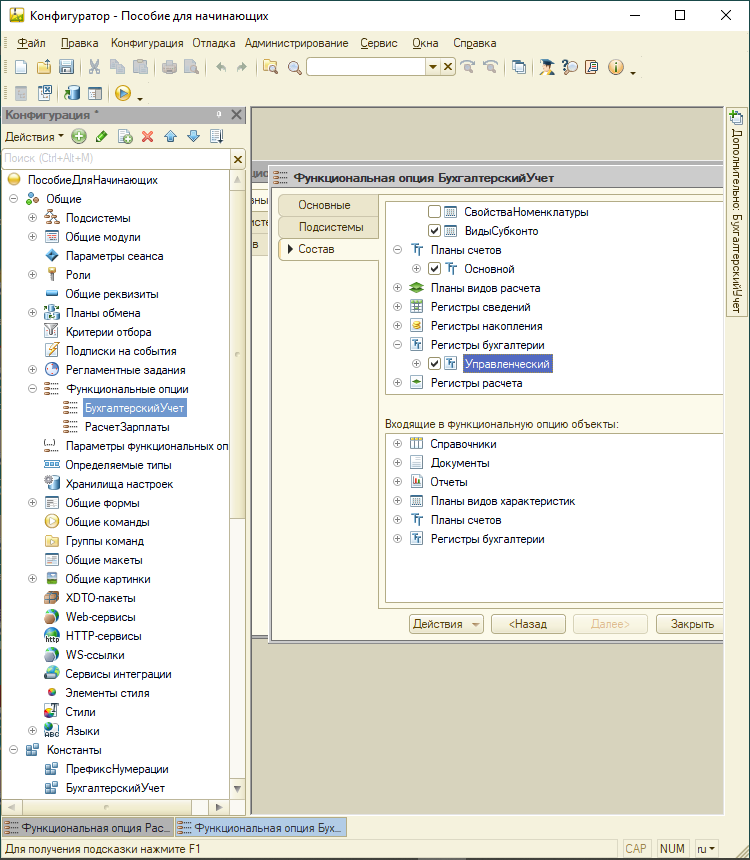 Конфигуратор - Пособие для начинающих
Файл Правка Конфигурация Отладка Администрирование Сервис Окна Справка
Конфигурация *
Действия
Поиск (Ctrl+Alt+M)
ПособиеДляНачинающих
Общие
Подсистемы
Общие модули
Параметры сеанса
Роли
Общие реквизиты
Планы обмена
Критерии отбора
Подписки на события
Регламентные задания
Функциональные опции
БухгалтерскийУчет
РасчетЗарплаты
Параметры функциональных оп
Определяемые типы
Хранилища настроек
Общие формы
Общие команды
Группы команд
Общие макеты
Общие картинки
XDTO-пакеты
Web-сервисы
HTTP-сервисы
WS-ссылки
Сервисы интеграции
Элементы стиля
Стили
Языки
Константы
ПрефиксНумерации
БухгалтерскийУчет
Функциональная опция БухгалтерскийУчет
Основные
Подсистемы
Состав
СвойстваНоменклатуры
ВидыСубконто
Планы счетов
Основной
Планы видов расчета
Регистры сведений
Регистры накопления
Регистры бухгалтерии
Управленческий
Регистры расчета
Входящие в функциональную опцию объекты:
Справочники
Документы
Отчеты
Планы видов характеристик
Планы счетов
Регистры бухгалтерии
Действия <Назад Далее> Закрыть
Дополнительно: БухгалтерскийУчет
Функциональная опция Рас... Функциональная опция Бух...
Для получения подсказки нажмите F1 CAP NUM ru